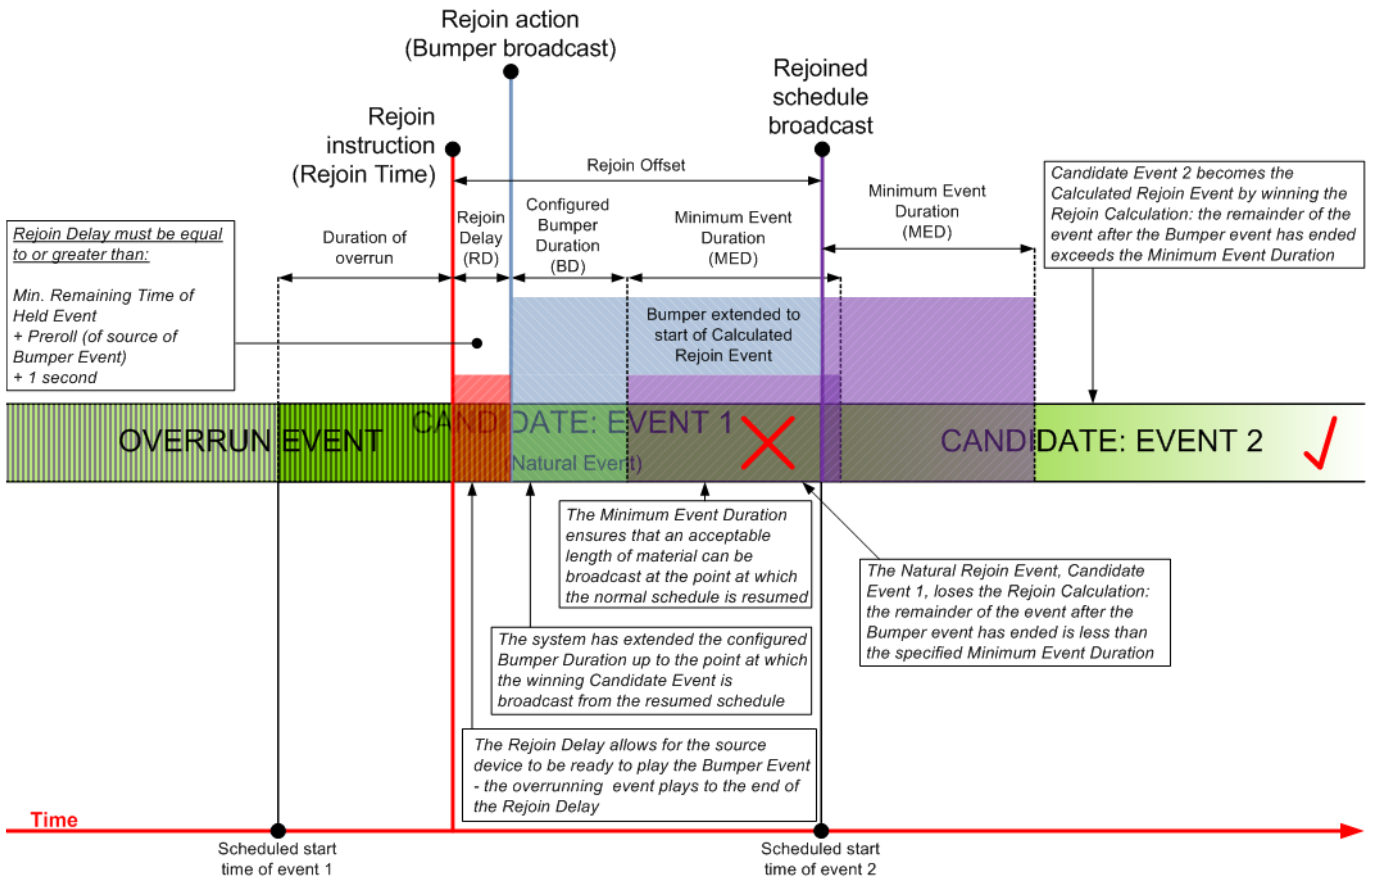 Rejoin action
(Bumper broadcast)
Rejoined
schedule
broadcast
Rejoin
instruction
(Rejoin Time)
Rejoin Offset
Candidate Event 2 becomes the
Calculated Rejoin Event by winning the
Rejoin Calculation: the remainder of the
event after the Bumper event has ended
exceeds the Minimum Event Duration
Rejoin Delay must be equal
to or greater than:
Min. Remaining Time of
Held Event
+ Preroll (of source of
Bumper Event)
+ 1 second
Duration of
overrun
Rejoin
Delay
(RD)
Configured
Bumper
Duration
(BD)
Minimum Event
Duration
(MED)
Minimum Event
Duration
(MED)
Bumper extended to
start of Calculated
Rejoin Event
OVERRUN EVENT
CANDIDATE: EVENT 1
Natural Event)
CANDIDATE: EVENT 2
The Minimum Event Duration
ensures that an acceptable
length of material can be
broadcast at the point at which
the normal schedule is resumed
The Natural Rejoin Event, Candidate
Event 1, loses the Rejoin Calculation:
the remainder of the event after the
Bumper event has ended is less than
the specified Minimum Event Duration
The system has extended the configured
Bumper Duration up to the point at which
the winning Candidate Event is
broadcast from the resumed schedule
The Rejoin Delay allows for the source
device to be ready to play the Bumper Event
- the overrunning event plays to the end of
the Rejoin Delay
Time
Scheduled start
time of event 1
Scheduled start
time of event 2